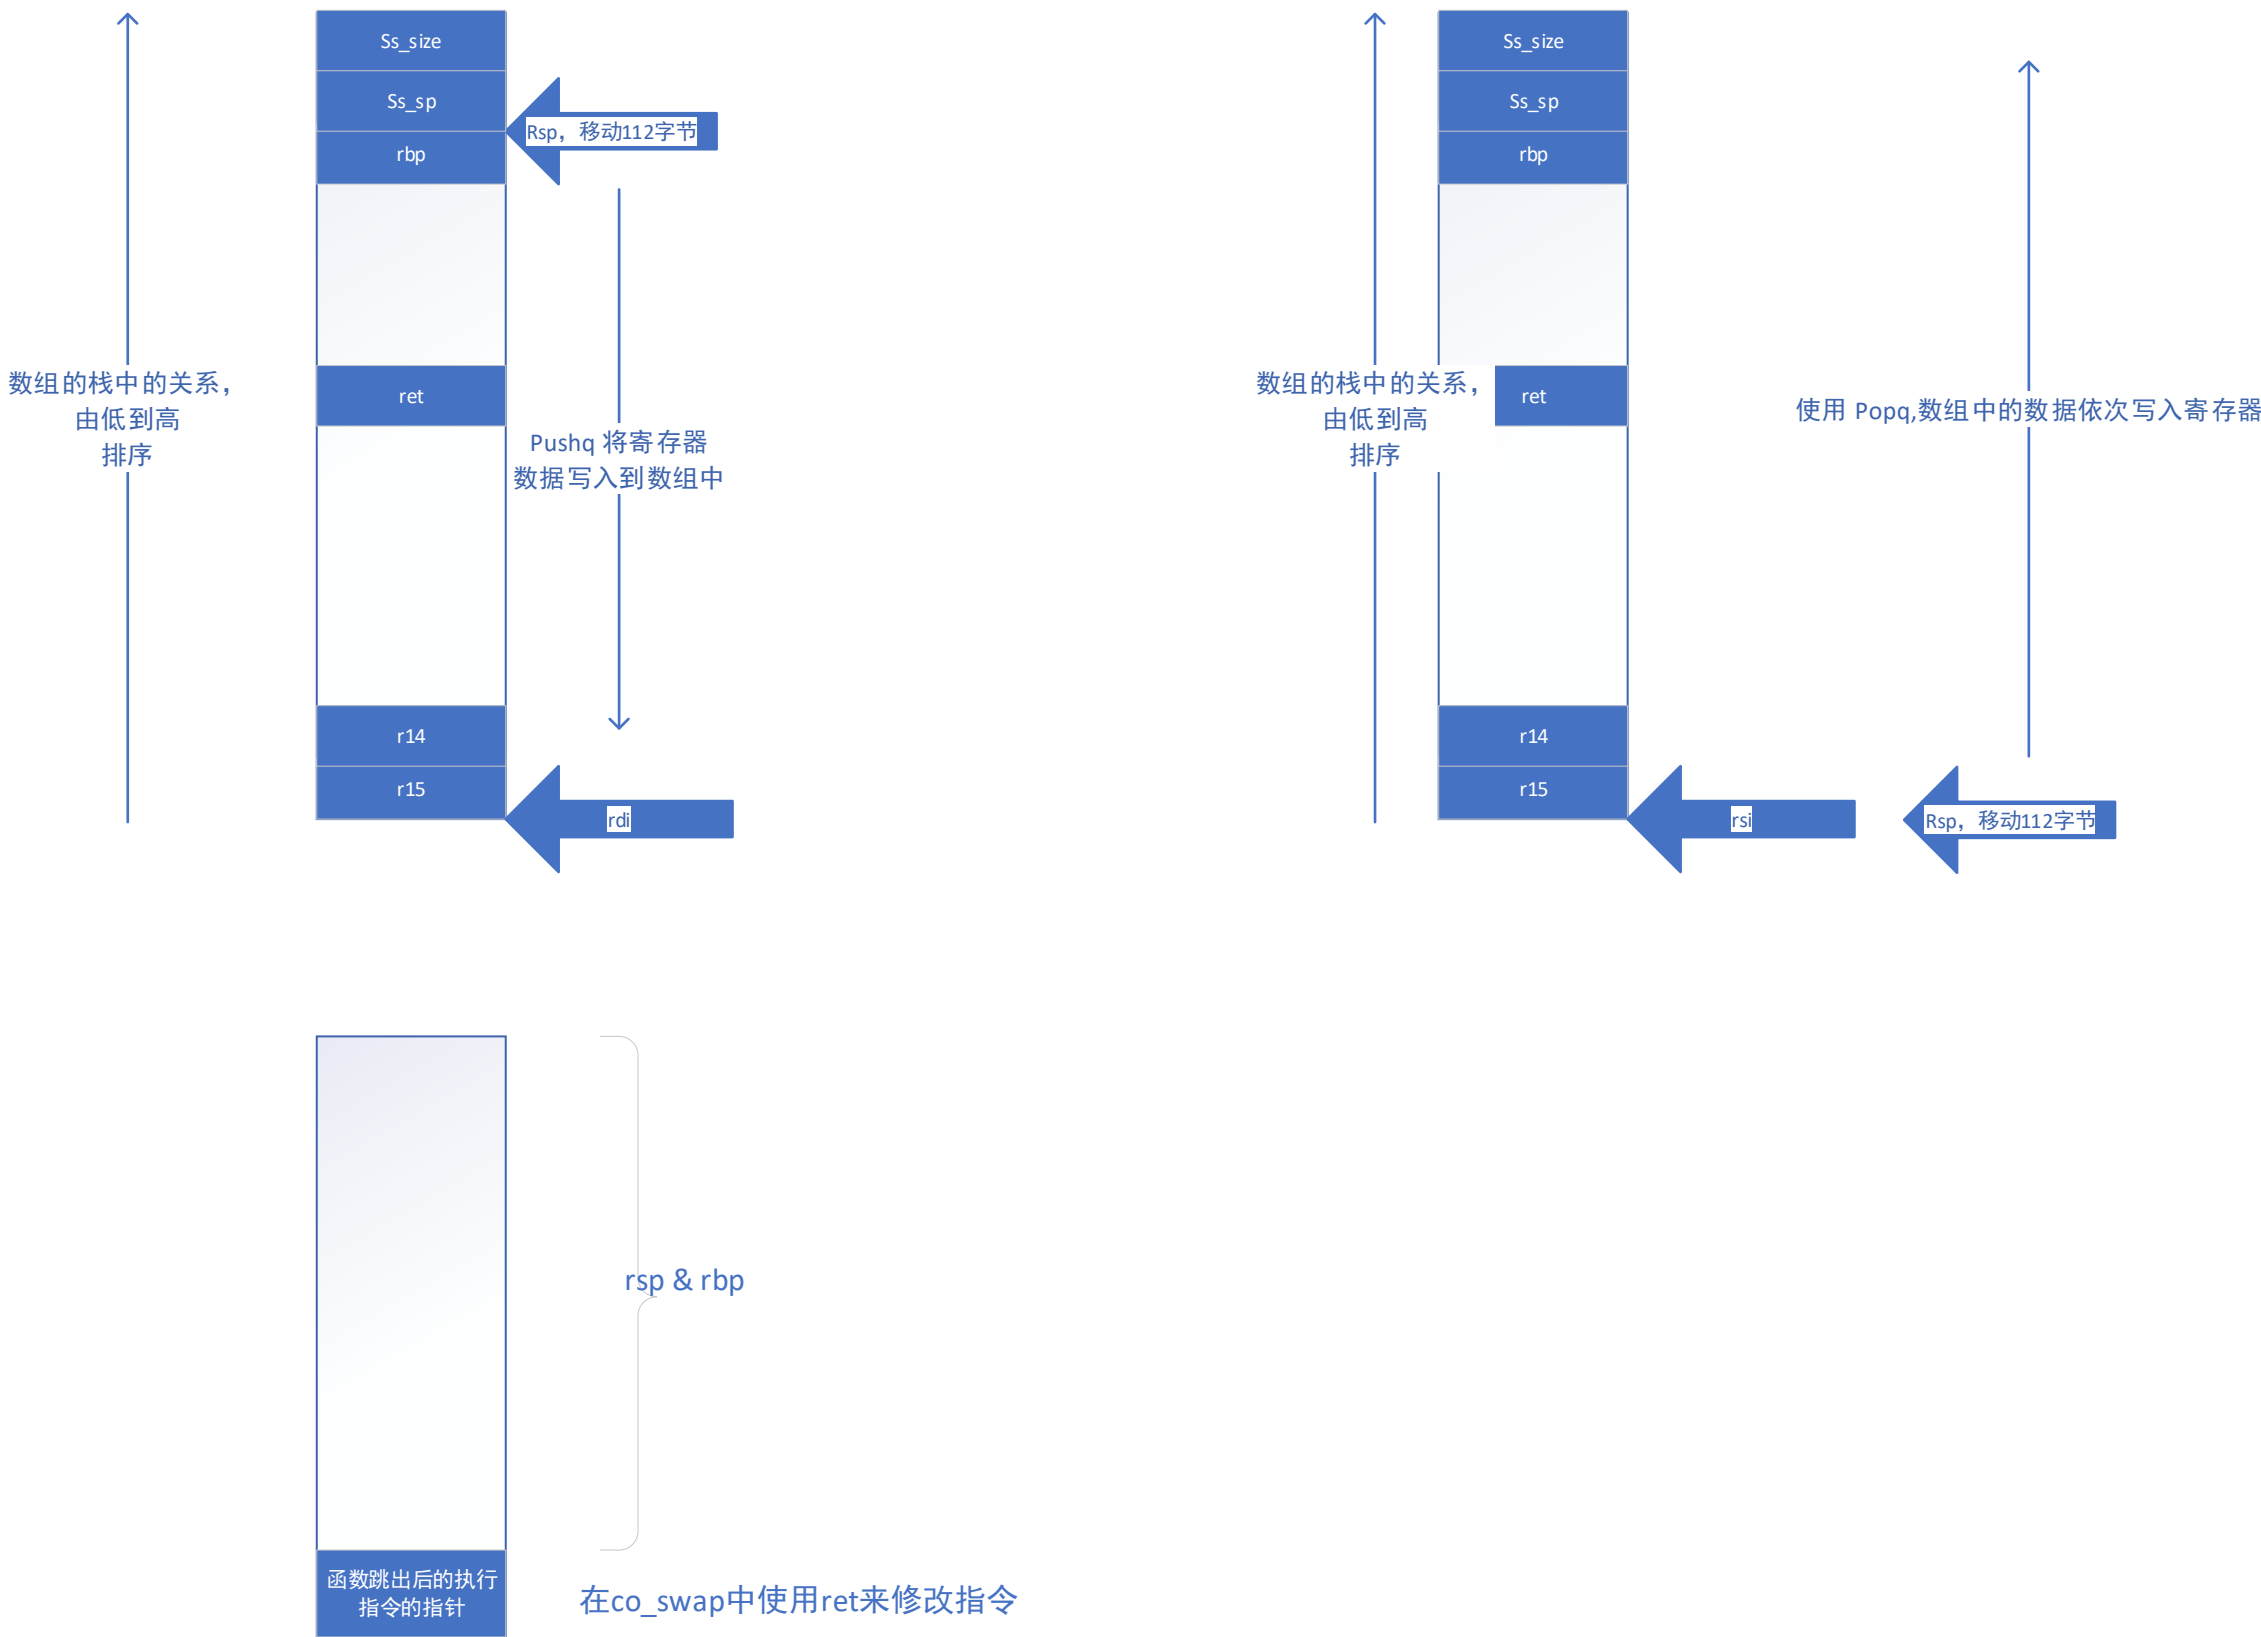 Ss_size
Ss_sp
Rsp，移动112字节
rbp
数组的栈中的关系，
由低到高
排序
ret
Pushq 将寄存器
数据写入到数组中
r14
r15
rdi
Ss_size
Ss_sp
rbp
数组的栈中的关系，
由低到高
排序
ret
使用 Popq,数组中的数据依次写入寄存器
r14
r15
rsi
Rsp，移动112字节
rsp & rbp
函数跳出后的执行
指令的指针
在co_swap中使用ret来修改指令